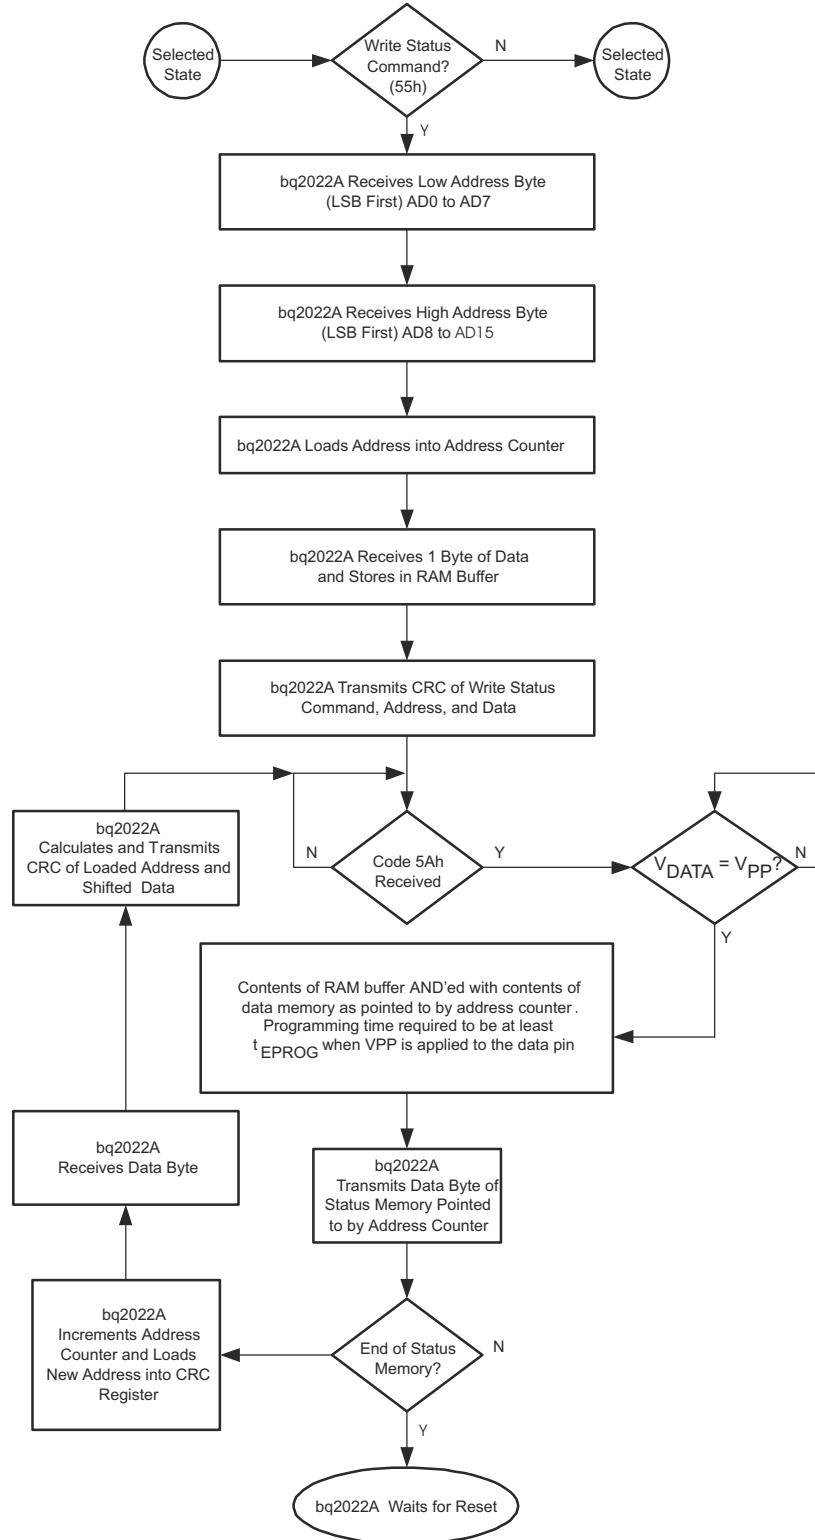 Selected
State
Write Status
Command?
(55h)
N
Selected
State
Y
bq2022A Receives Low Address Byte
(LSB First) AD0 to AD7
bq2022A Receives High Address Byte
(LSB First) AD8 to AD15
bq2022A Loads Address into Address Counter
bq2022A Receives 1 Byte of Data
and Stores in RAM Buffer
bq2022A Transmits CRC of Write Status
Command, Address, and Data
bq2022A
Calculates and Transmits
CRC of Loaded Address and
Shifted Data
N
Code 5Ah
Received
Y
VDATA = VPP?
N
Y
Contents of RAM buffer AND'ed with contents of
data memory as pointed to by address counter.
Programming time required to be at least
tEPROG when VPP is applied to the data pin
bq2022A
Receives Data Byte
bq2022A
Transmits Data Byte of
Status Memory Pointed
to by Address Counter
bq2022A
Increments Address
Counter and Loads
New Address into CRC
Register
End of Status
Memory?
N
Y
bq2022A Waits for Reset